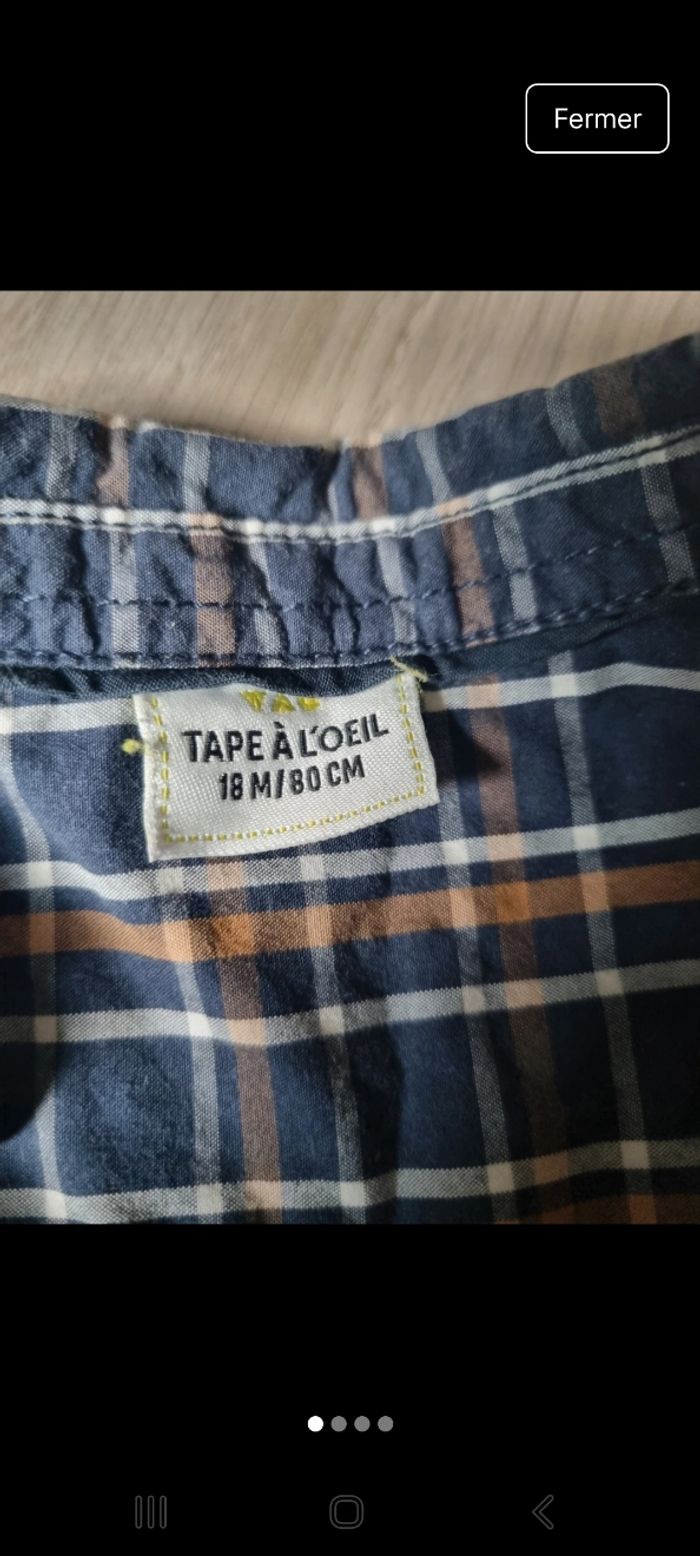 Fermer
TAO
TAPE À L'OEIL
18 M/80 CM